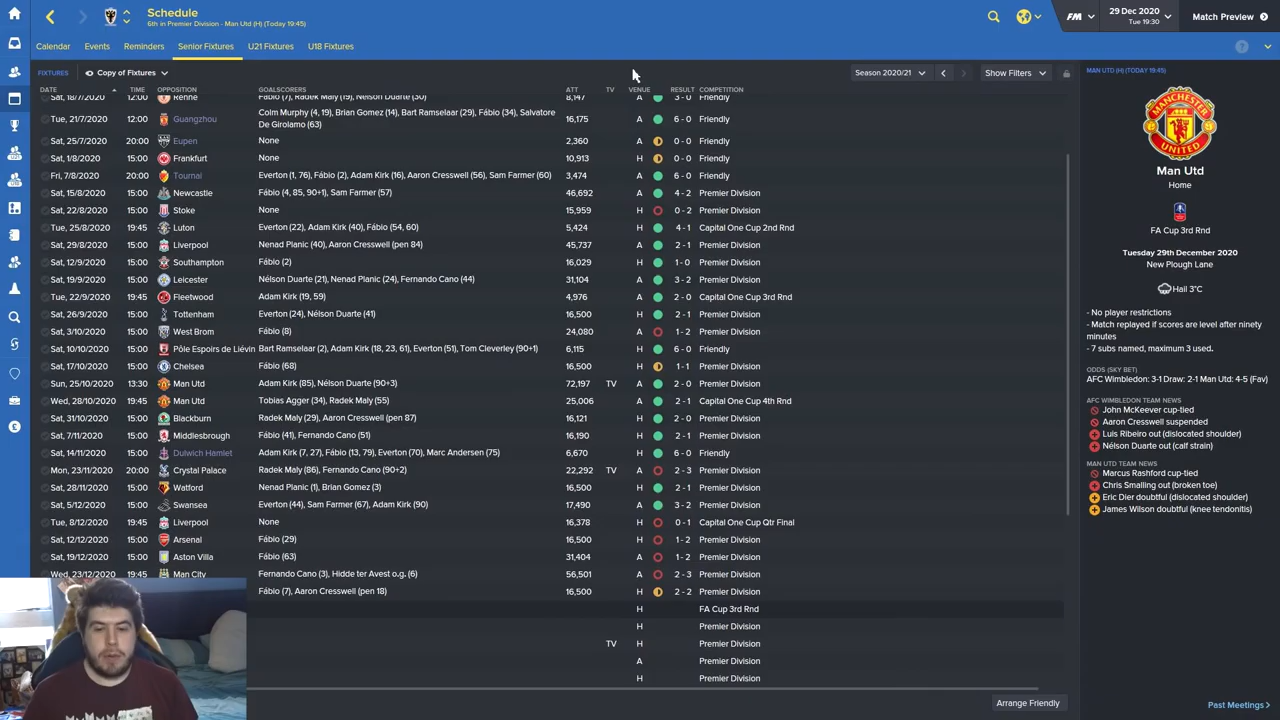 Schedule
6th in Premier Division - Man Utd (H) (Today 19:45)
FM
29 Dec 2020
Tue 19:30
Match Preview
Calendar Events Reminders Senior Fixtures U21 Fixtures U18 Fixtures
FIXTURES Copy of Fixtures Season 2020/21 Show Filters
DATE TIME OPPOSITION GOALSCORERS ATT TV VENUE RESULT COMPETITION
Sat, 18/7/2020 12:00 Renne Fábio (7), Radek Maly (19), Nelson Duarte (30) 8,147 A 3-0 Friendly
Tue, 21/7/2020 12:00 Guangzhou Colm Murphy (4, 19), Brian Gomez (14), Bart Ramselaar (29), Fábio (34), Salvatore De Girolamo (63) 16,175 A 6-0 Friendly
Sat, 25/7/2020 20:00 Eupen None 2,360 A 0-0 Friendly
Sat, 1/8/2020 15:00 Frankfurt None 10,913 H 0-0 Friendly
Fri, 7/8/2020 20:00 Tournai Everton (1, 76), Fábio (2), Adam Kirk (16), Aaron Cresswell (56), Sam Farmer (60) 3,474 A 6-0 Friendly
Sat, 15/8/2020 15:00 Newcastle Fábio (4, 85, 90+1), Sam Farmer (57) 46,692 A 4-2 Premier Division
Sat, 22/8/2020 15:00 Stoke None 15,959 H 0-2 Premier Division
Tue, 25/8/2020 19:45 Luton Everton (22), Adam Kirk (40), Fábio (54, 60) 5,424 H 4-1 Capital One Cup 2nd Rnd
Sat, 29/8/2020 15:00 Liverpool Nenad Planic (40), Aaron Cresswell (pen 84) 45,737 A 2-1 Premier Division
Sat, 12/9/2020 15:00 Southampton Fábio (2) 16,029 H 1-0 Premier Division
Sat, 19/9/2020 15:00 Leicester Nélson Duarte (21), Nenad Planic (24), Fernando Cano (44) 31,104 A 3-2 Premier Division
Tue, 22/9/2020 19:45 Fleetwood Adam Kirk (19, 59) 4,976 A 2-0 Capital One Cup 3rd Rnd
Sat, 26/9/2020 15:00 Tottenham Everton (24), Nélson Duarte (41) 16,500 H 2-1 Premier Division
Sat, 3/10/2020 15:00 West Brom Fábio (8) 24,080 A 1-2 Premier Division
Sat, 10/10/2020 15:00 Pôle Espoirs de Liévin Bart Ramselaar (2), Adam Kirk (18, 23, 61), Everton (51), Tom Cleverley (90+1) 6,115 H 6-0 Friendly
Sat, 17/10/2020 15:00 Chelsea Fábio (68) 16,500 H 1-1 Premier Division
Sun, 25/10/2020 13:30 Man Utd Adam Kirk (85), Nélson Duarte (90+3) 72,197 TV A 2-0 Premier Division
Wed, 28/10/2020 19:45 Man Utd Tobias Agger (34), Radek Maly (55) 25,006 A 2-1 Capital One Cup 4th Rnd
Sat, 31/10/2020 15:00 Blackburn Radek Maly (29), Aaron Cresswell (pen 87) 16,121 H 2-0 Premier Division
Sat, 7/11/2020 15:00 Middlesbrough Fábio (41), Fernando Cano (51) 16,190 H 2-1 Premier Division
Sat, 14/11/2020 15:00 Dulwich Hamlet Adam Kirk (7, 27), Fábio (13, 79), Everton (70), Marc Andersen (75) 6,670 H 6-0 Friendly
Mon, 23/11/2020 20:00 Crystal Palace Radek Maly (86), Fernando Cano (90+2) 22,292 TV A 2-3 Premier Division
Sat, 28/11/2020 15:00 Watford Nenad Planic (1), Brian Gomez (3) 16,500 H 2-1 Premier Division
Sat, 5/12/2020 15:00 Swansea Everton (44), Sam Farmer (67), Adam Kirk (90) 17,490 A 3-2 Premier Division
Tue, 8/12/2020 19:45 Liverpool None 16,378 H 0-1 Capital One Cup Qtr Final
Sat, 12/12/2020 15:00 Arsenal Fábio (29) 16,500 H 1-2 Premier Division
Sat, 19/12/2020 15:00 Aston Villa Fábio (63) 31,404 A 1-2 Premier Division
Wed, 23/12/2020 19:45 Man City Fernando Cano (3), Hidde ter Avest o.g. (6) 56,501 A 2-3 Premier Division
Fábio (7), Aaron Cresswell (pen 18) 16,500 H 2-2 Premier Division
H FA Cup 3rd Rnd
H Premier Division
TV H Premier Division
A Premier Division
H Premier Division
Arrange Friendly
MAN UTD (H) (TODAY 19:45)
MANCHESTER
UNITED
Man Utd
Home
FA Cup 3rd Rnd
Tuesday 29th December 2020
New Plough Lane
Hail 3°C
- No player restrictions
- Match replayed if scores are level after ninety
minutes
- 7 subs named, maximum 3 used.
ODDS (SKY BET)
AFC Wimbledon: 3-1 Draw: 2-1 Man Utd: 4-5 (Fav)
AFC WIMBLEDON TEAM NEWS
John McKeever cup-tied
Aaron Cresswell suspended
Luis Ribeiro out (dislocated shoulder)
Nélson Duarte out (calf strain)
MAN UTD TEAM NEWS
Marcus Rashford cup-tied
Chris Smalling out (broken toe)
Eric Dier doubtful (dislocated shoulder)
James Wilson doubtful (knee tendonitis)
Past Meetings